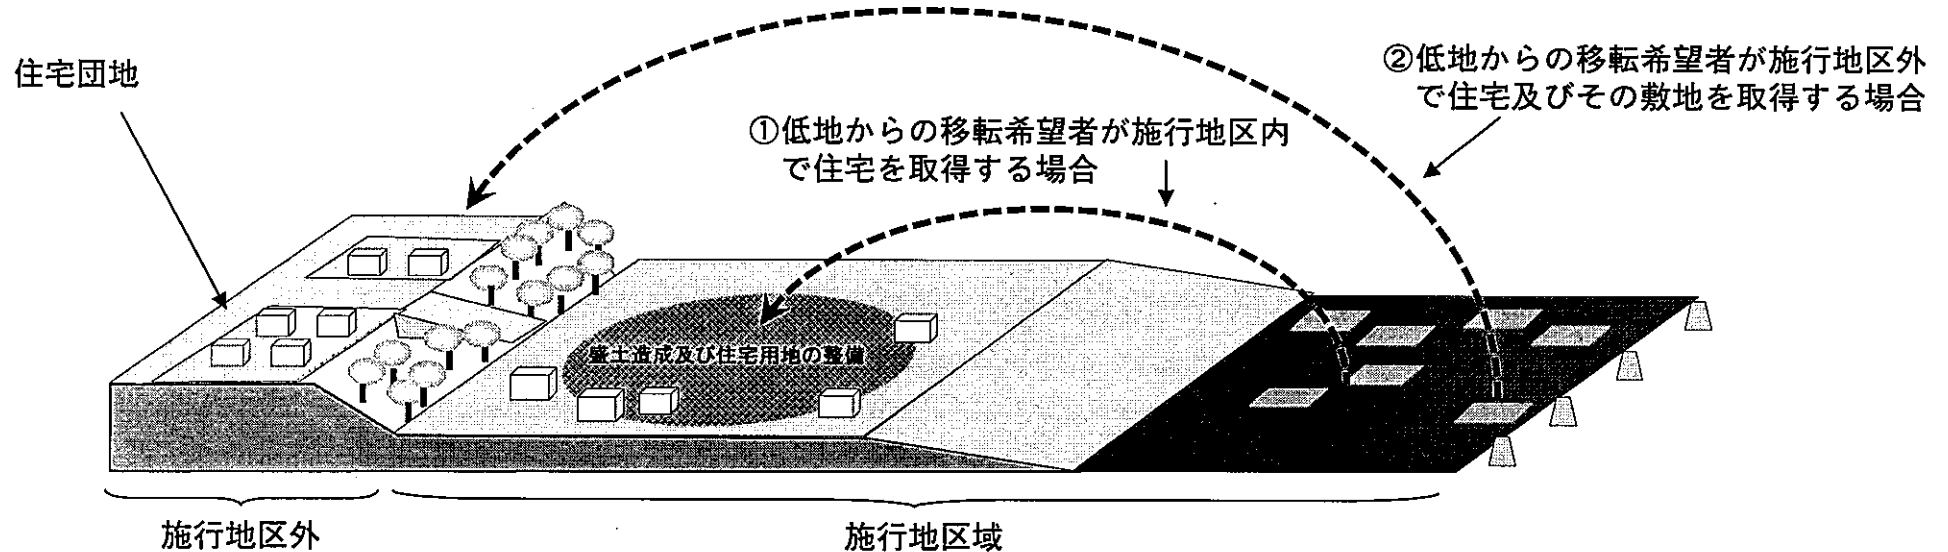 住宅団地
②低地からの移転希望者が施行地区外
で住宅及びその敷地を取得する場合
①低地からの移転希望者が施行地区内
で住宅を取得する場合
盛土造成及び住宅用地の整備
施行地区外
施行地区域